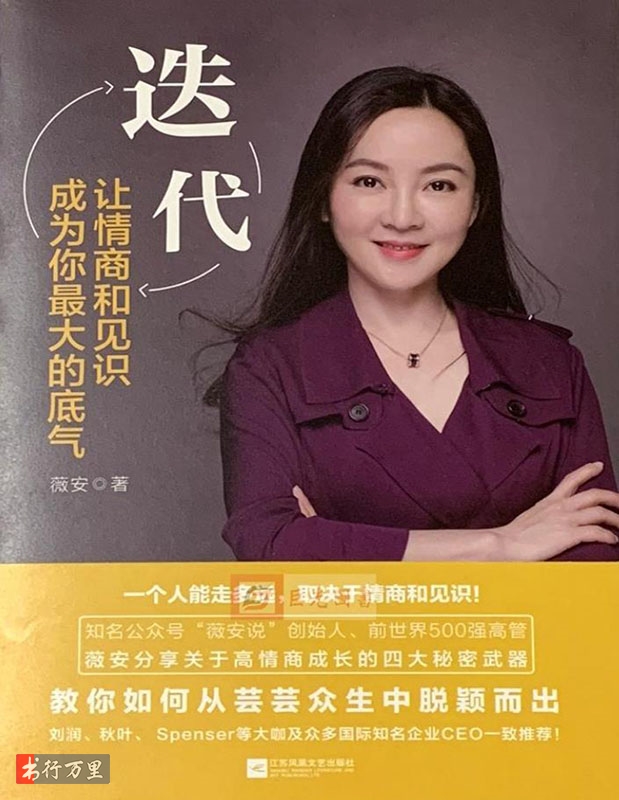 迭代
让情商和见识
成为你最大的底气
薇安◎著
一个人能走多远，取决于情商和见识！
知名公众号“薇安说”创始人、前世界500强高管
薇安分享关于高情商成长的四大秘密武器
教你如何从芸芸众生中脱颖而出
刘润、秋叶、Spenser等大咖及众多国际知名企业CEO一致推荐！
江苏凤凰文艺出版社
书行万里